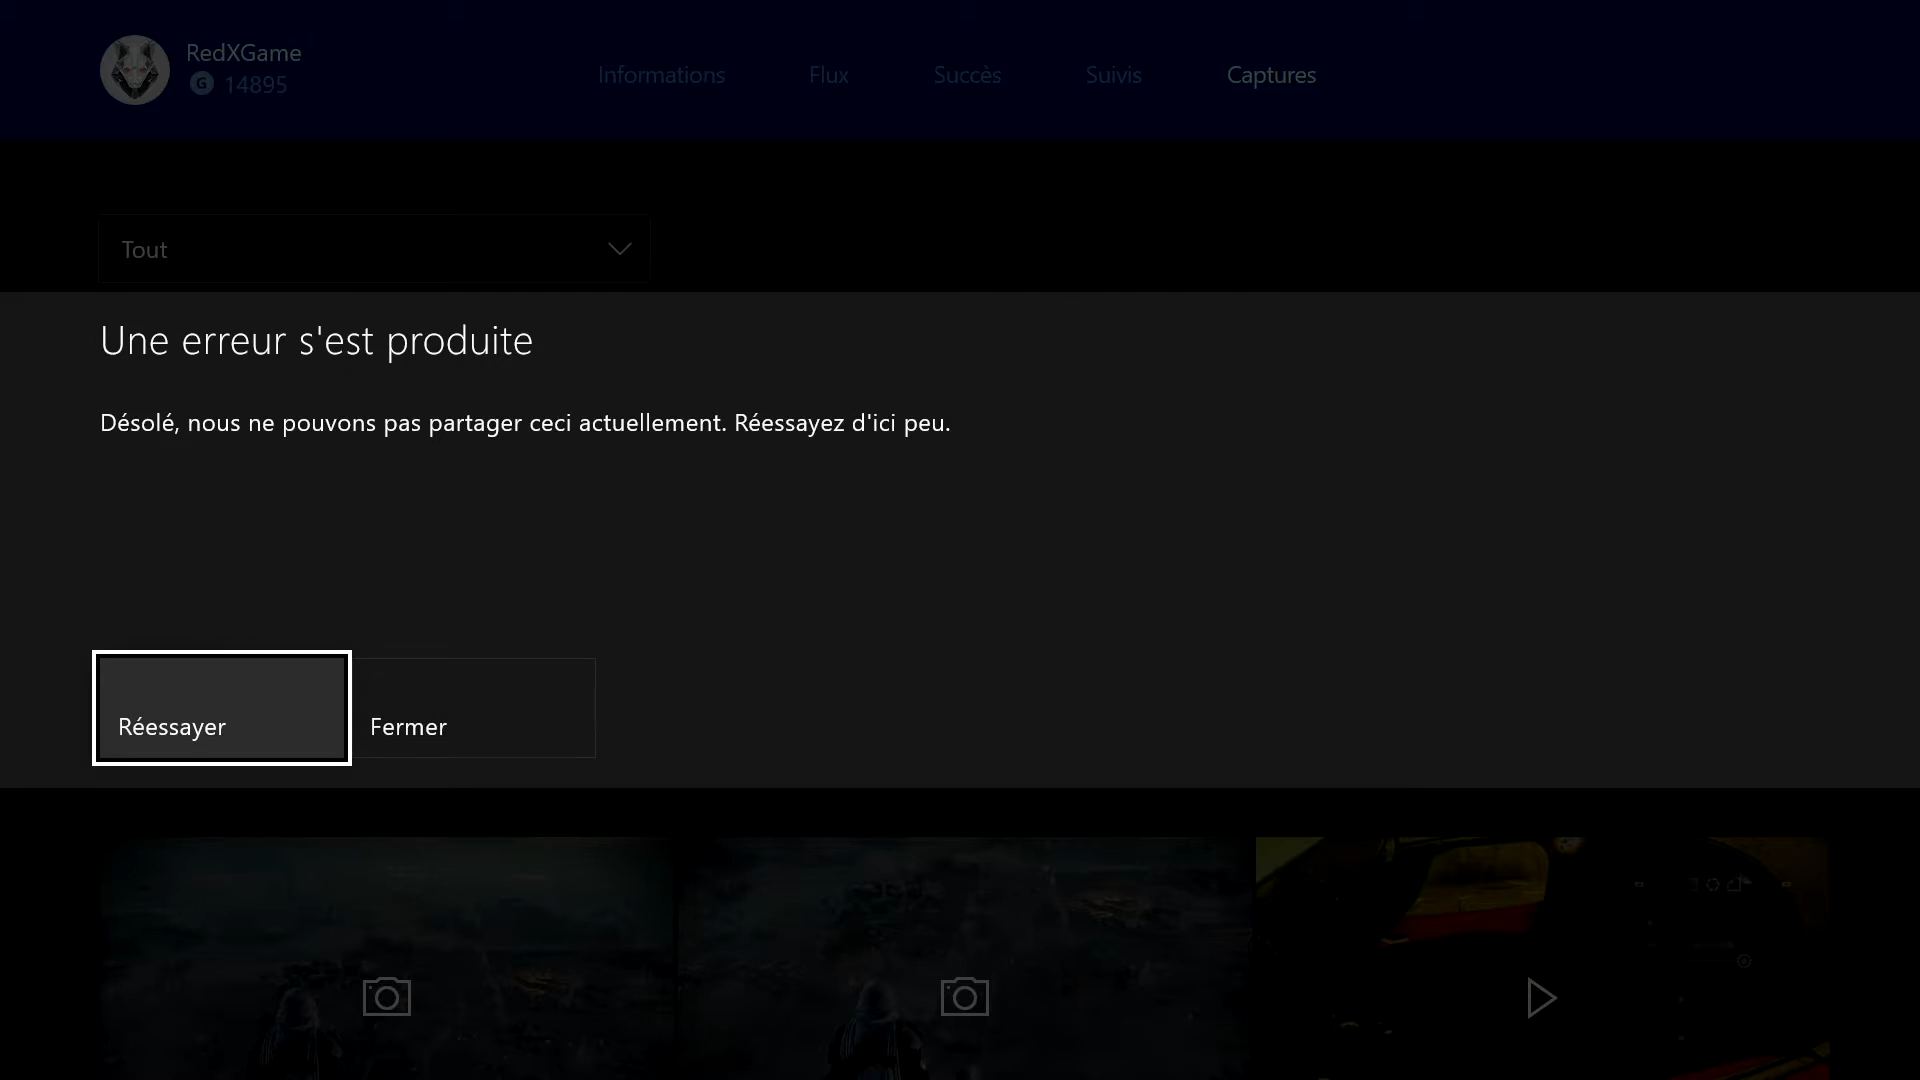 RedXGame
G 14895
Informations
Flux
Succès
Suivis
Captures
Tout
Une erreur s'est produite
Désolé, nous ne pouvons pas partager ceci actuellement. Réessayez d'ici peu.
Réessayer
Fermer